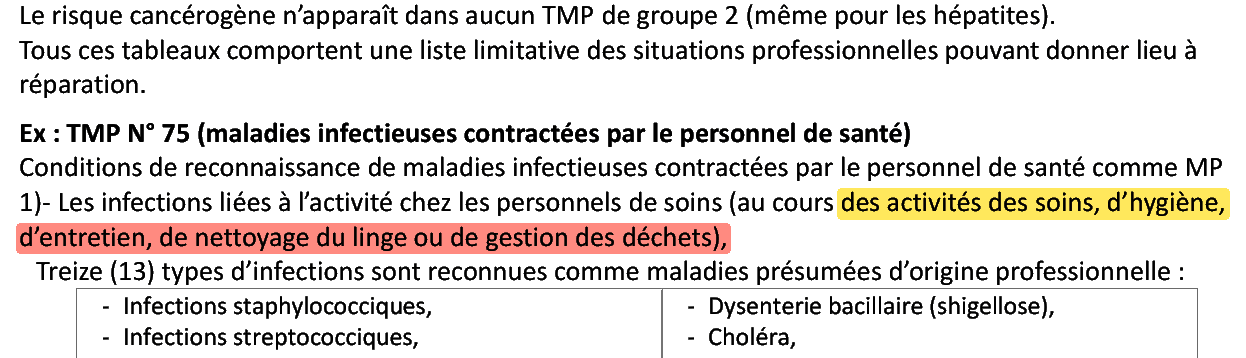 Le risque cancérogène n’apparaît dans aucun TMP de groupe 2 (même pour les hépatites).
Tous ces tableaux comportent une liste limitative des situations professionnelles pouvant donner lieu à
réparation.
Ex : TMP N° 75 (maladies infectieuses contractées par le personnel de santé)
Conditions de reconnaissance de maladies infectieuses contractées par le personnel de santé comme MP
1)- Les infections liées à l’activité chez les personnels de soins (au cours des activités des soins, d’hygiène,
d’entretien, de nettoyage du linge ou de gestion des déchets),
Treize (13) types d’infections sont reconnues comme maladies présumées d’origine professionnelle :
- Infections staphylococciques,
- Infections streptococciques,
- Dysenterie bacillaire (shigellose),
- Choléra,